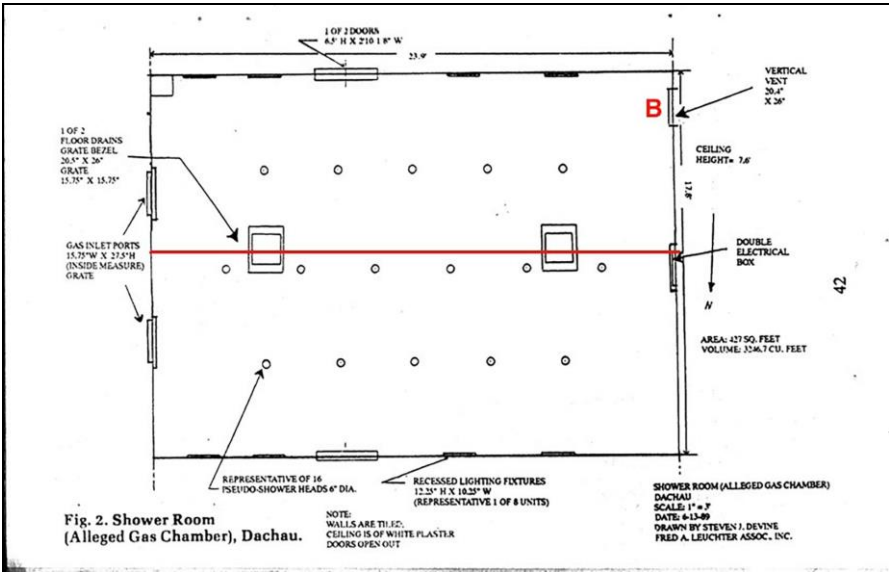 1 OF 2 DOORS
6.5' H X 2'10-1 8" W
23.9'
VERTICAL
VENT
20.4"
X 26"
B
1 OF 2
FLOOR DRAINS
GRATE BEZEL
20.5" X 26"
GRATE
15.75" X 15.75"
CEILING
HEIGHT= 7.6'
17.8'
GAS INLET PORTS
15.75"W X 27.5"H
(INSIDE MEASURE)
GRATE
DOUBLE
ELECTRICAL
BOX
N
42
AREA: 427 SQ. FEET
VOLUME: 3246.7 CU. FEET
REPRESENTATIVE OF 16
PSEUDO-SHOWER HEADS 6" DIA.
RECESSED LIGHTING FIXTURES
12.25" H X 10.25" W
(REPRESENTATIVE 1 OF 8 UNITS)
SHOWER ROOM (ALLEGED GAS CHAMBER)
DACHAU
SCALE: 1" = 3'
DATE: 6-13-89
DRAWN BY STEVEN J. DEVINE
FRED A. LEUCHTER ASSOC., INC.
Fig. 2. Shower Room
(Alleged Gas Chamber), Dachau.
NOTE:
WALLS ARE TILED.
CEILING IS OF WHITE PLASTER
DOORS OPEN OUT